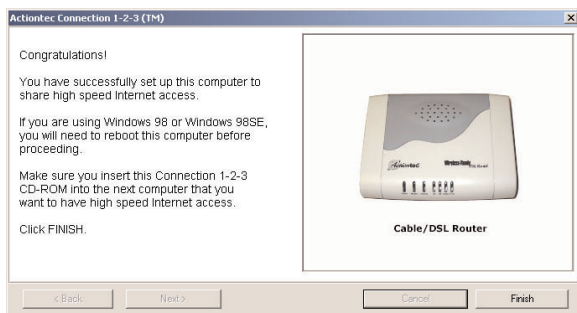 Actiontec Connection 1-2-3 (TM)
Congratulations!
You have successfully set up this computer to
share high speed Internet access.
If you are using Windows 98 or Windows 98SE,
you will need to reboot this computer before
proceeding.
Make sure you insert this Connection 1-2-3
CD-ROM into the next computer that you
want to have high speed Internet access.
Click FINISH.
Actiontec
Wireless Ready
Cable/DSL Router
< Back
Next >
Cancel
Finish